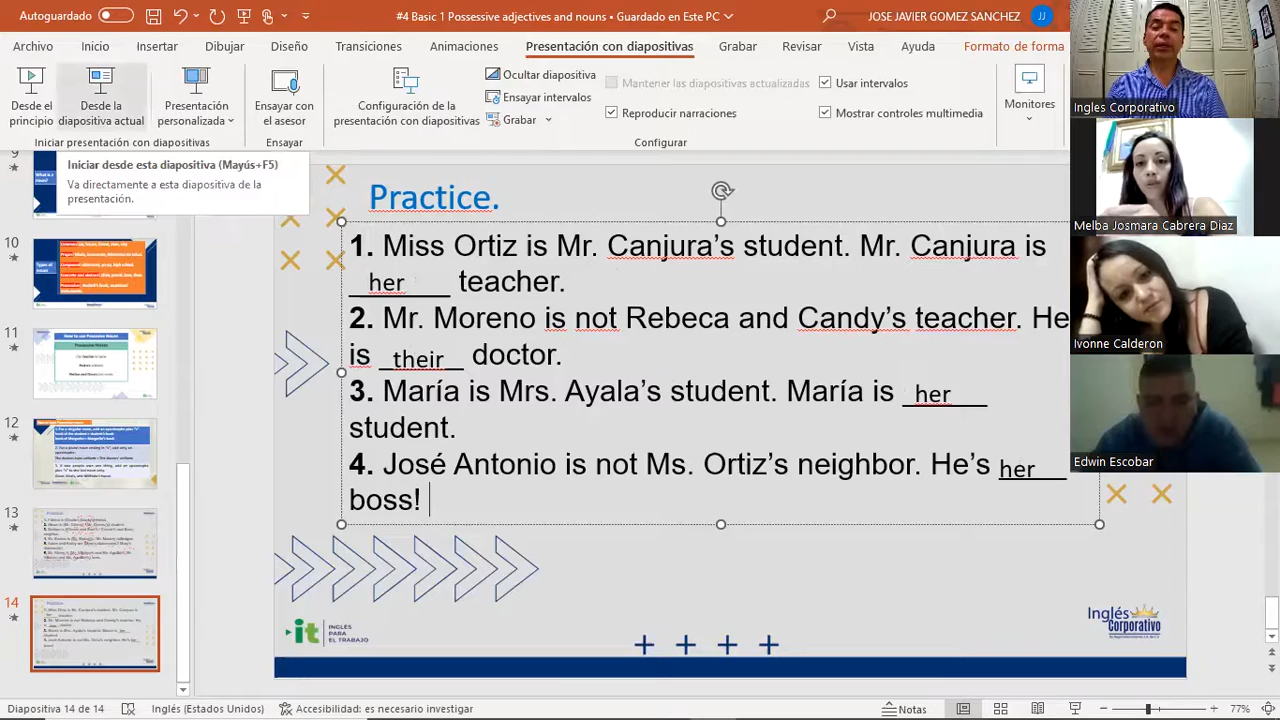 Autoguardado
#4 Basic 1 Possessive adjectives and nouns • Guardado en Este PC
JOSE JAVIER GOMEZ SANCHEZ
JJ
Archivo Inicio Insertar Dibujar Diseño Transiciones Animaciones Presentación con diapositivas Grabar Revisar Vista Ayuda Formato de forma
Desde el principio
Desde la diapositiva actual
Presentación personalizada
Ensayar con el asesor
Configuración de la presentación con diapositivas
Ocultar diapositiva
Ensayar intervalos
Grabar
Mantener las diapositivas actualizadas
Reproducir narraciones
Usar intervalos
Mostrar controles multimedia
Monitores
Iniciar presentación con diapositivas
Ensayar
Configurar
Iniciar desde esta diapositiva (Mayús+F5)
Va directamente a esta diapositiva de la
presentación.
Practice.
1. Miss Ortiz is Mr. Canjura’s student. Mr. Canjura is
her teacher.
2. Mr. Moreno is not Rebeca and Candy’s teacher. He
is their doctor.
3. María is Mrs. Ayala’s student. María is her
student.
4. José Antonio is not Ms. Ortiz’s neighbor. He’s her
boss!
INGLÉS
PARA
EL TRABAJO
Inglés
Corporativo
10
11
12
13
14
Ingles Corporativo
Melba Josmara Cabrera Diaz
Ivonne Calderon
Edwin Escobar
Diapositiva 14 de 14
Inglés (Estados Unidos)
Accesibilidad: es necesario investigar
Notas
77%